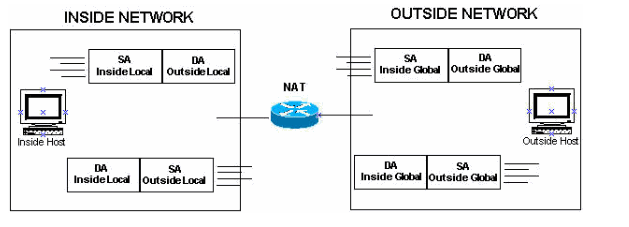 INSIDE NETWORK
OUTSIDE NETWORK
SA
Inside Local
DA
Outside Local
SA
Inside Global
DA
Outside Global
NAT
Inside Host
Outside Host
DA
Inside Local
SA
Outside Local
DA
Inside Global
SA
Outside Global